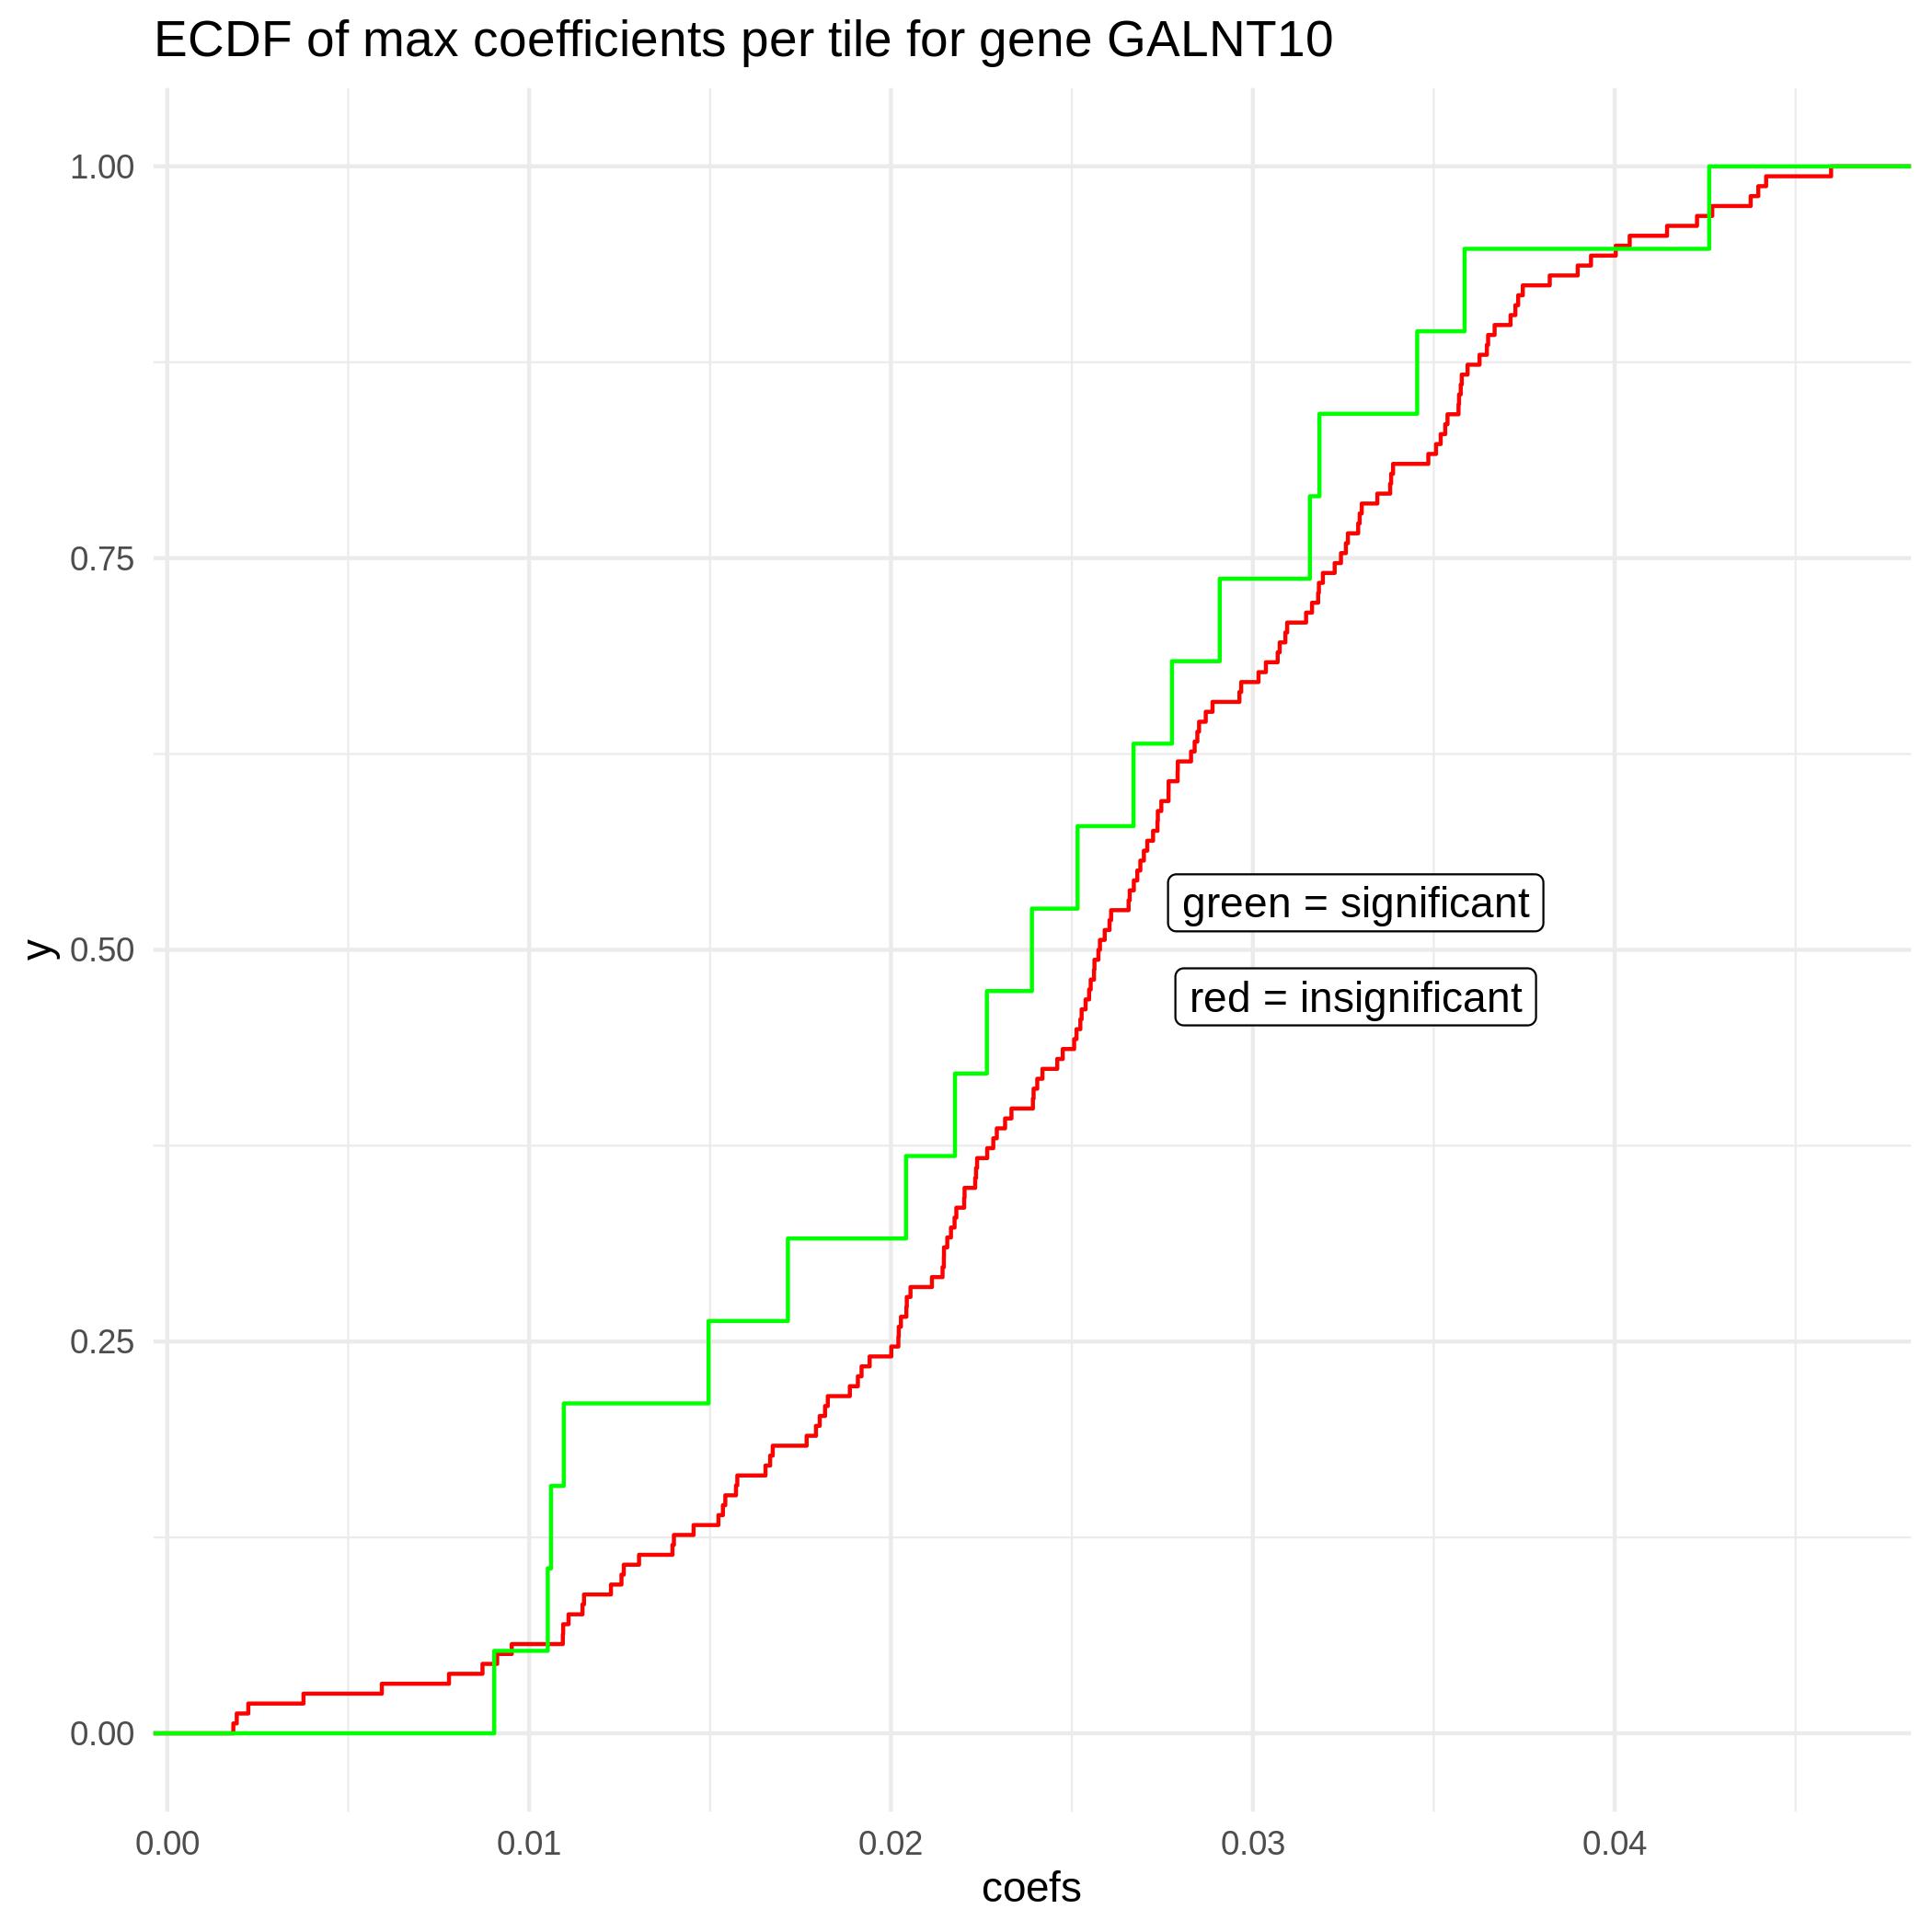 ECDF of max coefficients per tile for gene GALNT10
1.00
0.75
0.50
0.25
0.00
y
green = significant
red = insignificant
0.00 0.01 0.02 0.03 0.04
coefs